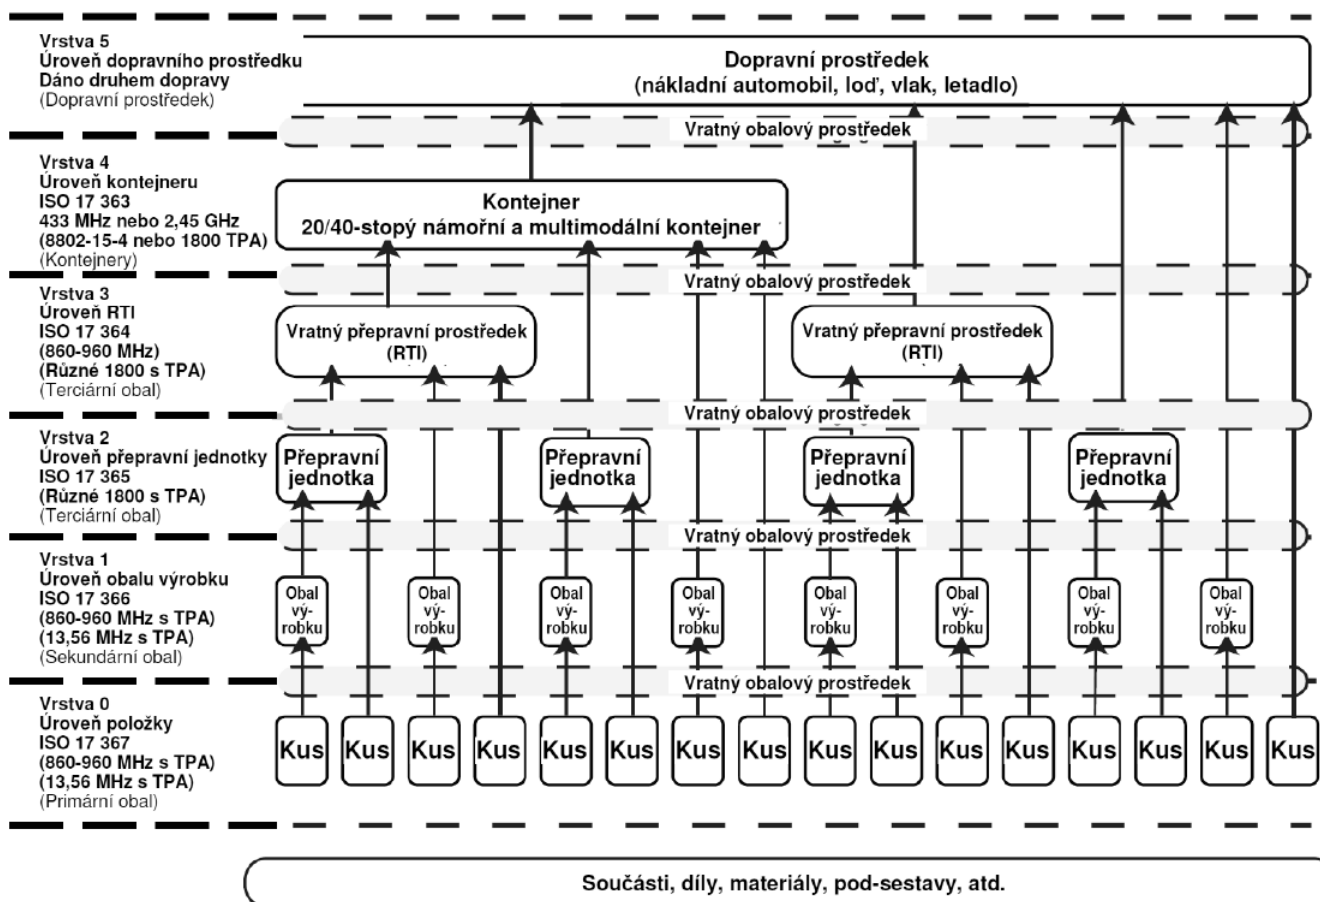 Vrstva 5
Úroveň dopravního prostředku
Dáno druhem dopravy
(Dopravní prostředek)
Dopravní prostředek
(nákladní automobil, loď, vlak, letadlo)
Vratný obalový prostředek
Vrstva 4
Úroveň kontejneru
ISO 17 363
433 MHz nebo 2,45 GHz
(8802-15-4 nebo 1800 TPA)
(Kontejnery)
Kontejner
20/40-stopý námořní a multimodální kontejner
Vratný obalový prostředek
Vrstva 3
Úroveň RTI
ISO 17 364
(860-960 MHz)
(Různé 1800 s TPA)
(Terciární obal)
Vratný přepravní prostředek
(RTI)
Vratný přepravní prostředek
(RTI)
Vratný obalový prostředek
Vrstva 2
Úroveň přepravní jednotky
ISO 17 365
(Různé 1800 s TPA)
(Terciární obal)
Přepravní
jednotka
Přepravní
jednotka
Přepravní
jednotka
Přepravní
jednotka
Vratný obalový prostředek
Vrstva 1
Úroveň obalu výrobku
ISO 17 366
(860-960 MHz s TPA)
(13,56 MHz s TPA)
(Sekundární obal)
Obal
vý-
robku
Obal
vý-
robku
Obal
vý-
robku
Obal
vý-
robku
Obal
vý-
robku
Obal
vý-
robku
Obal
vý-
robku
Obal
vý-
robku
Vratný obalový prostředek
Vrstva 0
Úroveň položky
ISO 17 367
(860-960 MHz s TPA)
(13,56 MHz s TPA)
(Primární obal)
Kus Kus Kus Kus Kus Kus Kus Kus Kus Kus Kus Kus Kus Kus Kus Kus
Součásti, díly, materiály, pod-sestavy, atd.